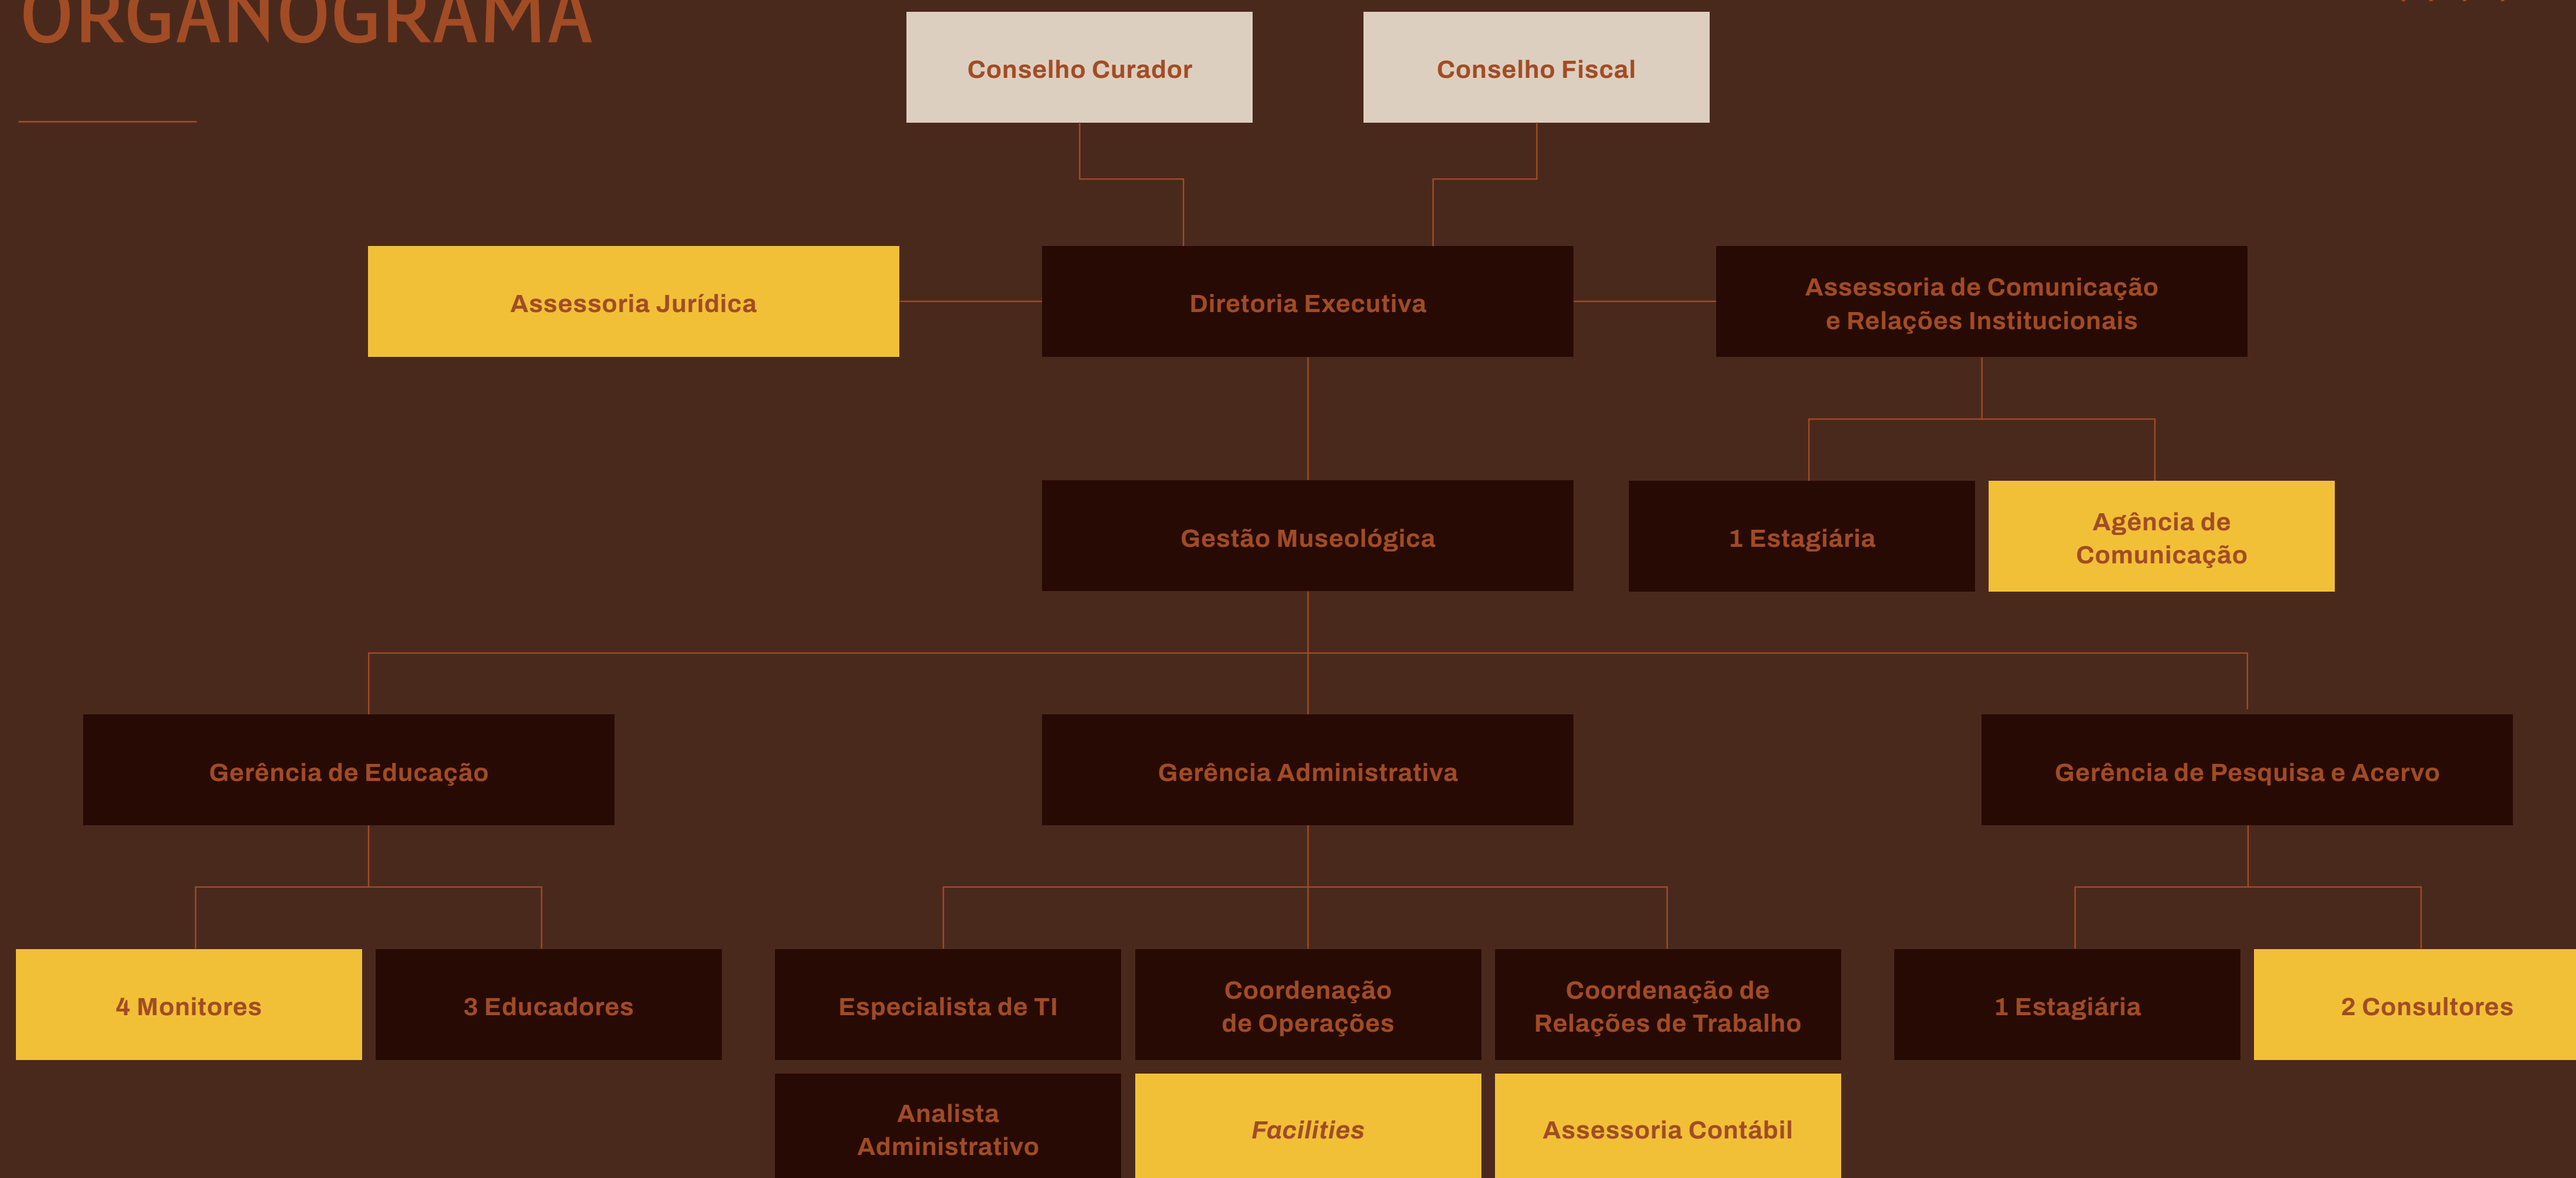 ORGANOGRAMA
Conselho Curador
Conselho Fiscal
Assessoria Jurídica
Diretoria Executiva
Assessoria de Comunicação
e Relações Institucionais
Gestão Museológica
1 Estagiária
Agência de
Comunicação
Gerência de Educação
Gerência Administrativa
Gerência de Pesquisa e Acervo
4 Monitores
3 Educadores
Especialista de TI
Coordenação
de Operações
Coordenação de
Relações de Trabalho
1 Estagiária
2 Consultores
Analista
Administrativo
Facilities
Assessoria Contábil